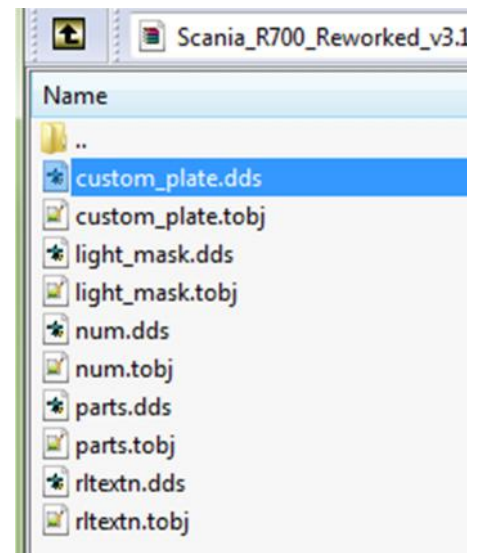 Scania_R700_Reworked_v3.1
Name
..
custom_plate.dds
custom_plate.tobj
light_mask.dds
light_mask.tobj
num.dds
num.tobj
parts.dds
parts.tobj
rltextn.dds
rltextn.tobj